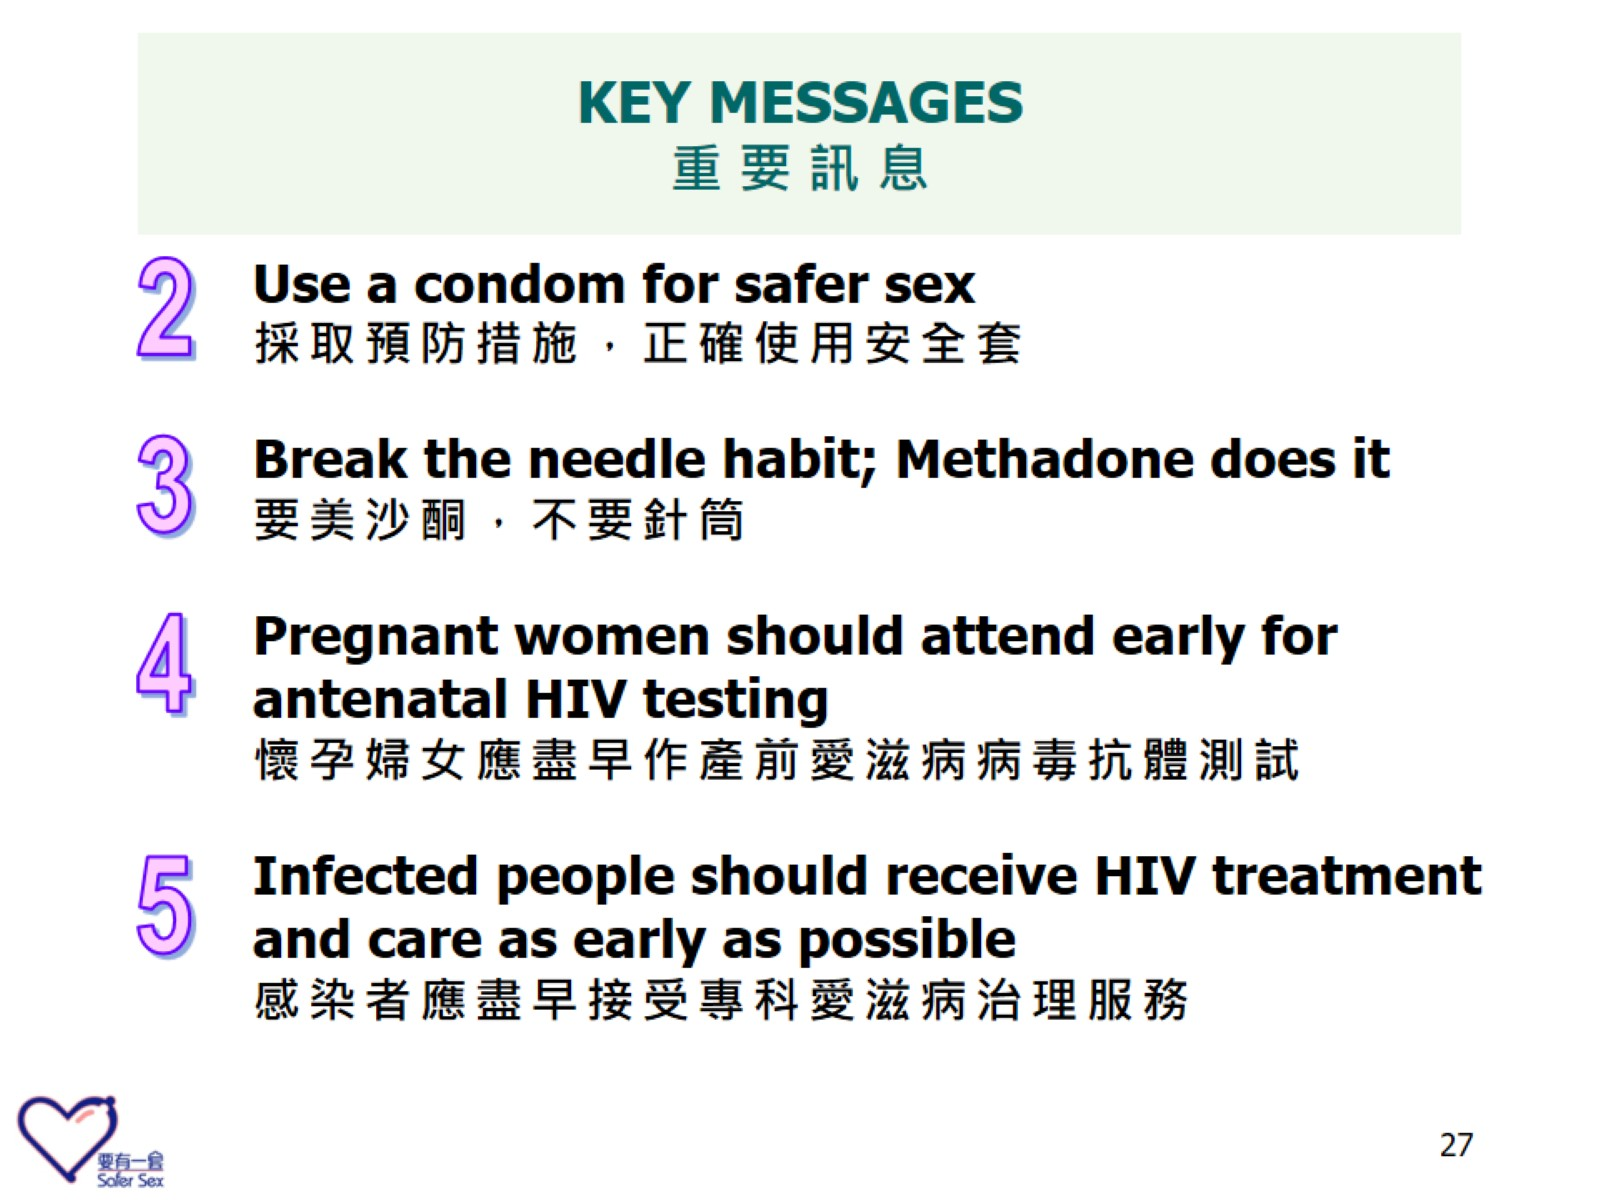 KEY MESSAGES
重要訊息
2
Use a condom for safer sex
採取預防措施，正確使用安全套
3
Break the needle habit; Methadone does it
要美沙酮，不要針筒
4
Pregnant women should attend early for
antenatal HIV testing
懷孕婦女應盡早作產前愛滋病病毒抗體測試
5
Infected people should receive HIV treatment
and care as early as possible
感染者應盡早接受專科愛滋病治理服務
要有一套
Safer Sex
27